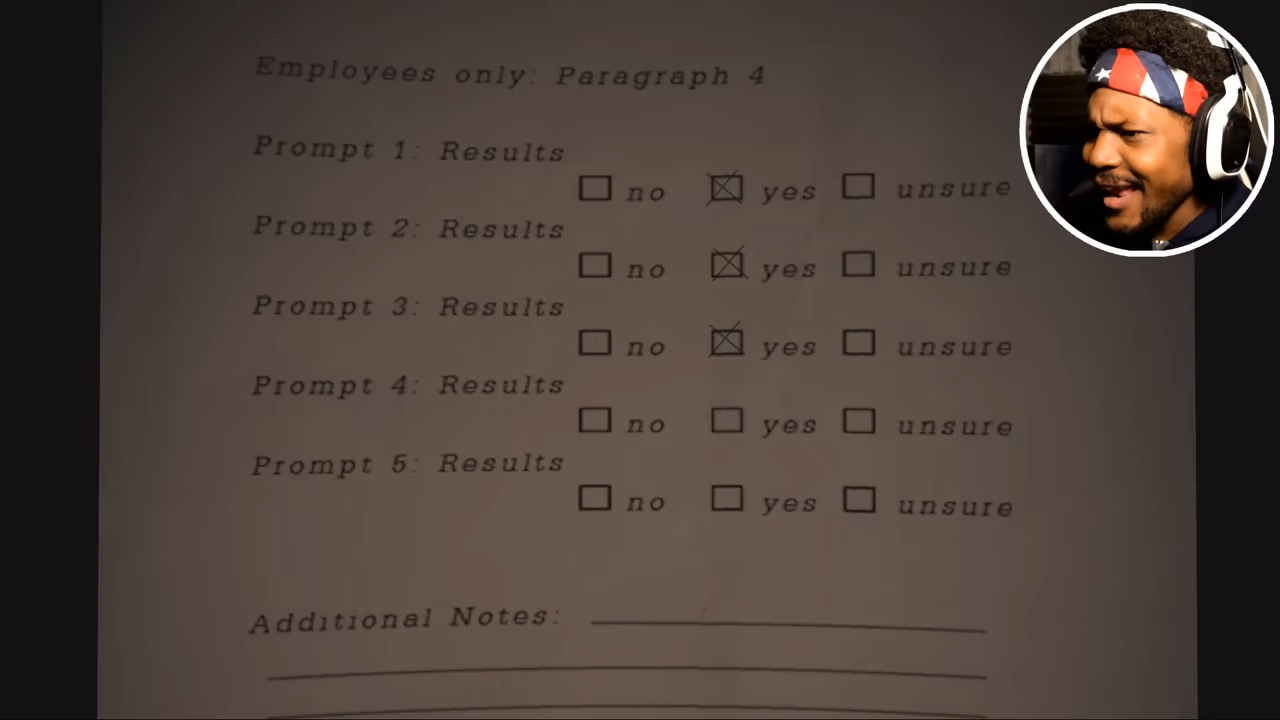 Employees only: Paragraph 4
Prompt 1: Results
no yes unsure
Prompt 2: Results
no yes unsure
Prompt 3: Results
no yes unsure
Prompt 4: Results
no yes unsure
Prompt 5: Results
no yes unsure
Additional Notes: